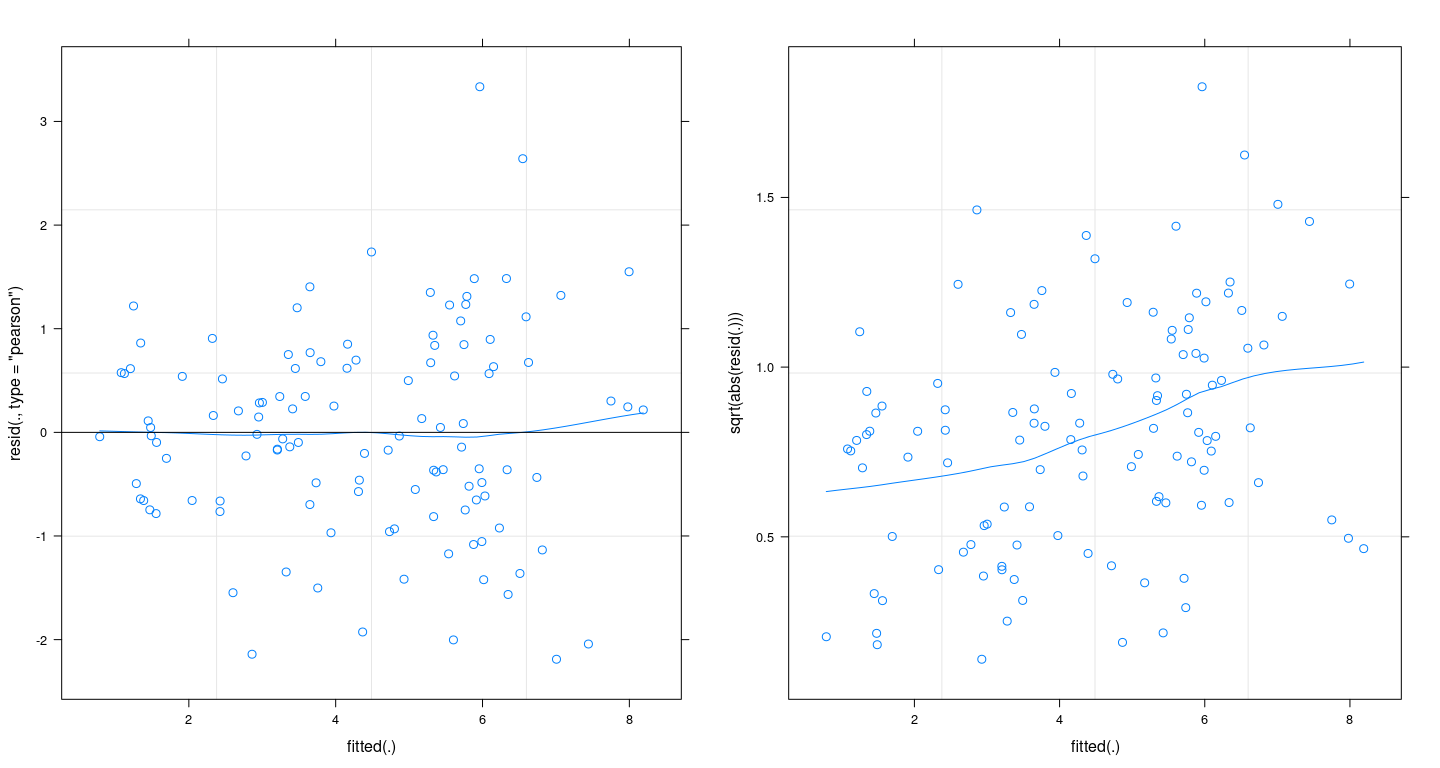 resid(., type = "pearson")
3
2
1
0
-1
-2
2 4 6 8
fitted(.)
sqrt(abs(resid(.)))
1.5
1.0
0.5
2 4 6 8
fitted(.)